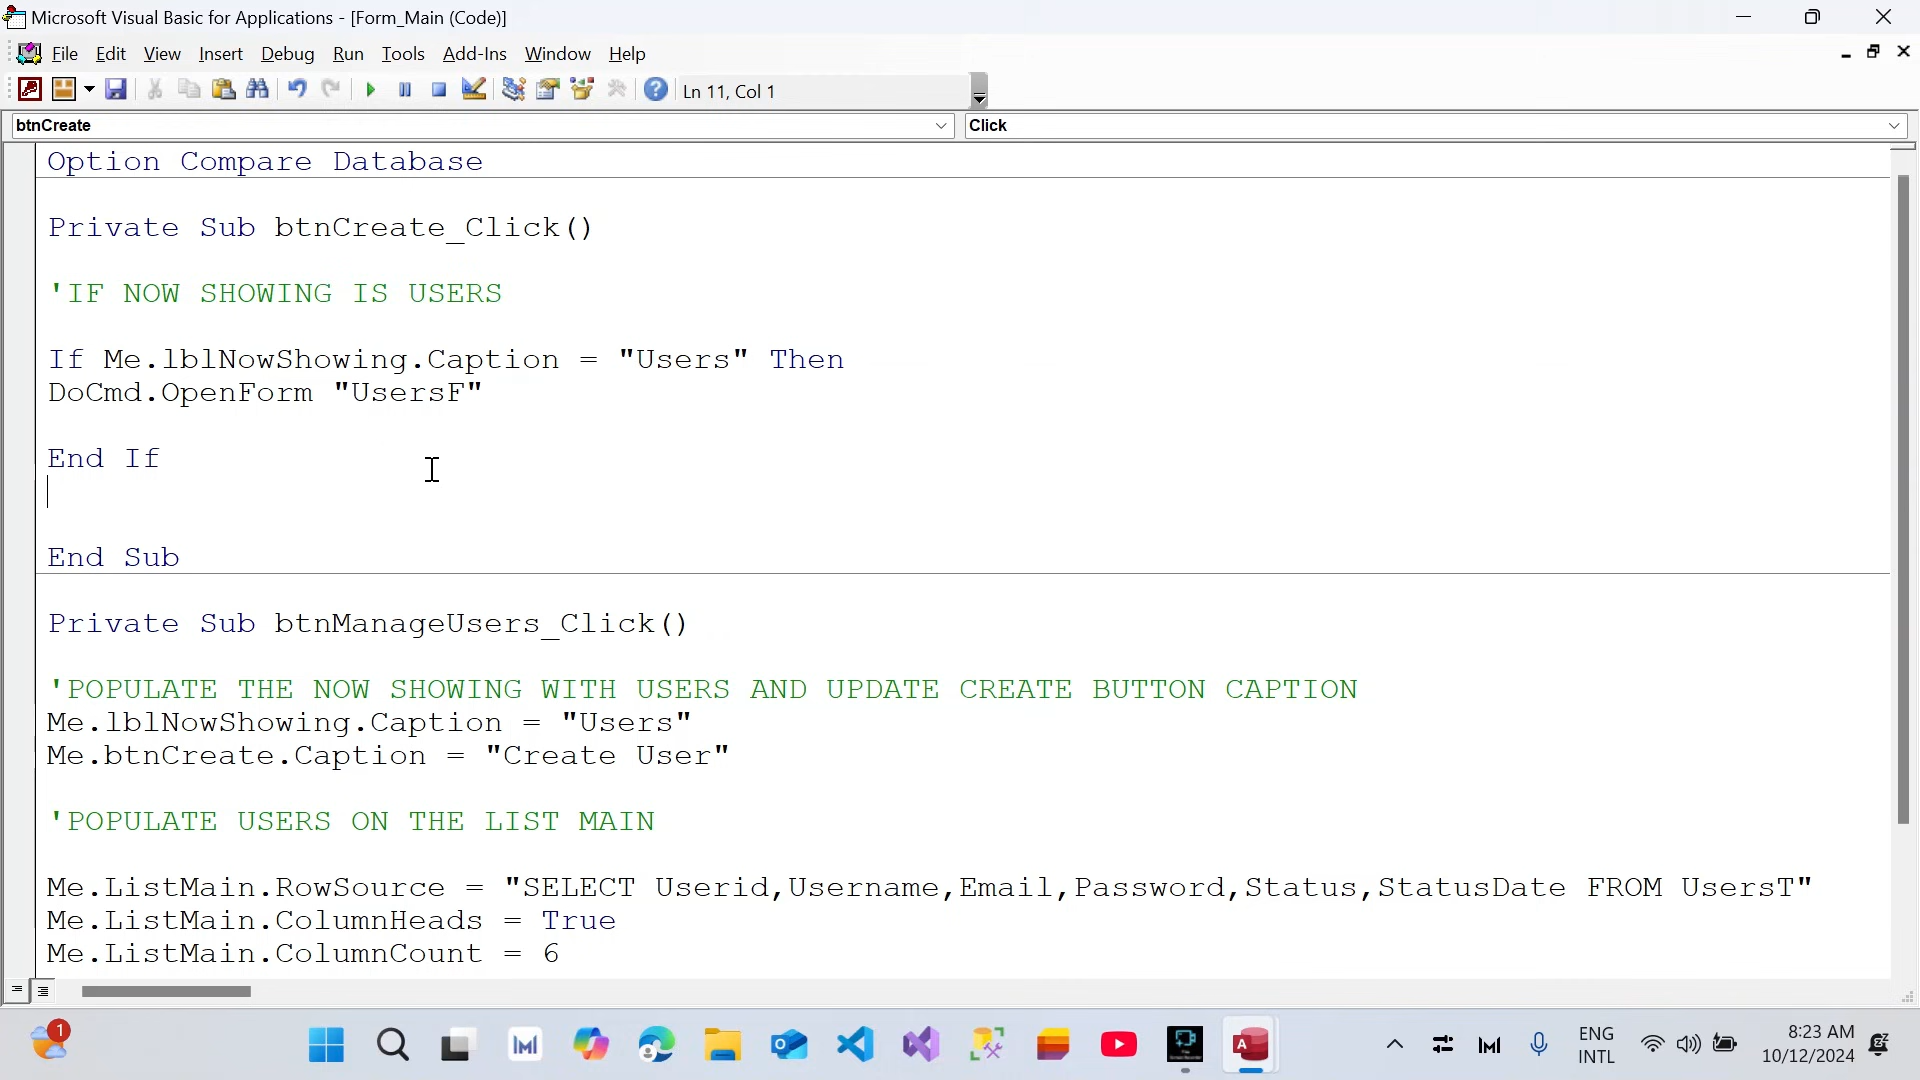 Microsoft Visual Basic for Applications - [Form_Main (Code)]
File Edit View Insert Debug Run Tools Add-Ins Window Help
Ln 11, Col 1
btnCreate
Click
Option Compare Database
Private Sub btnCreate_Click()
'IF NOW SHOWING IS USERS
If Me.lblNowShowing.Caption = "Users" Then
DoCmd.OpenForm "UsersF"
End If
End Sub
Private Sub btnManageUsers_Click()
'POPULATE THE NOW SHOWING WITH USERS AND UPDATE CREATE BUTTON CAPTION
Me.lblNowShowing.Caption = "Users"
Me.btnCreate.Caption = "Create User"
'POPULATE USERS ON THE LIST MAIN
Me.ListMain.RowSource = "SELECT Userid,Username,Email,Password,Status,StatusDate FROM UsersT"
Me.ListMain.ColumnHeads = True
Me.ListMain.ColumnCount = 6
1
ENG
INTL
8:23 AM
10/12/2024